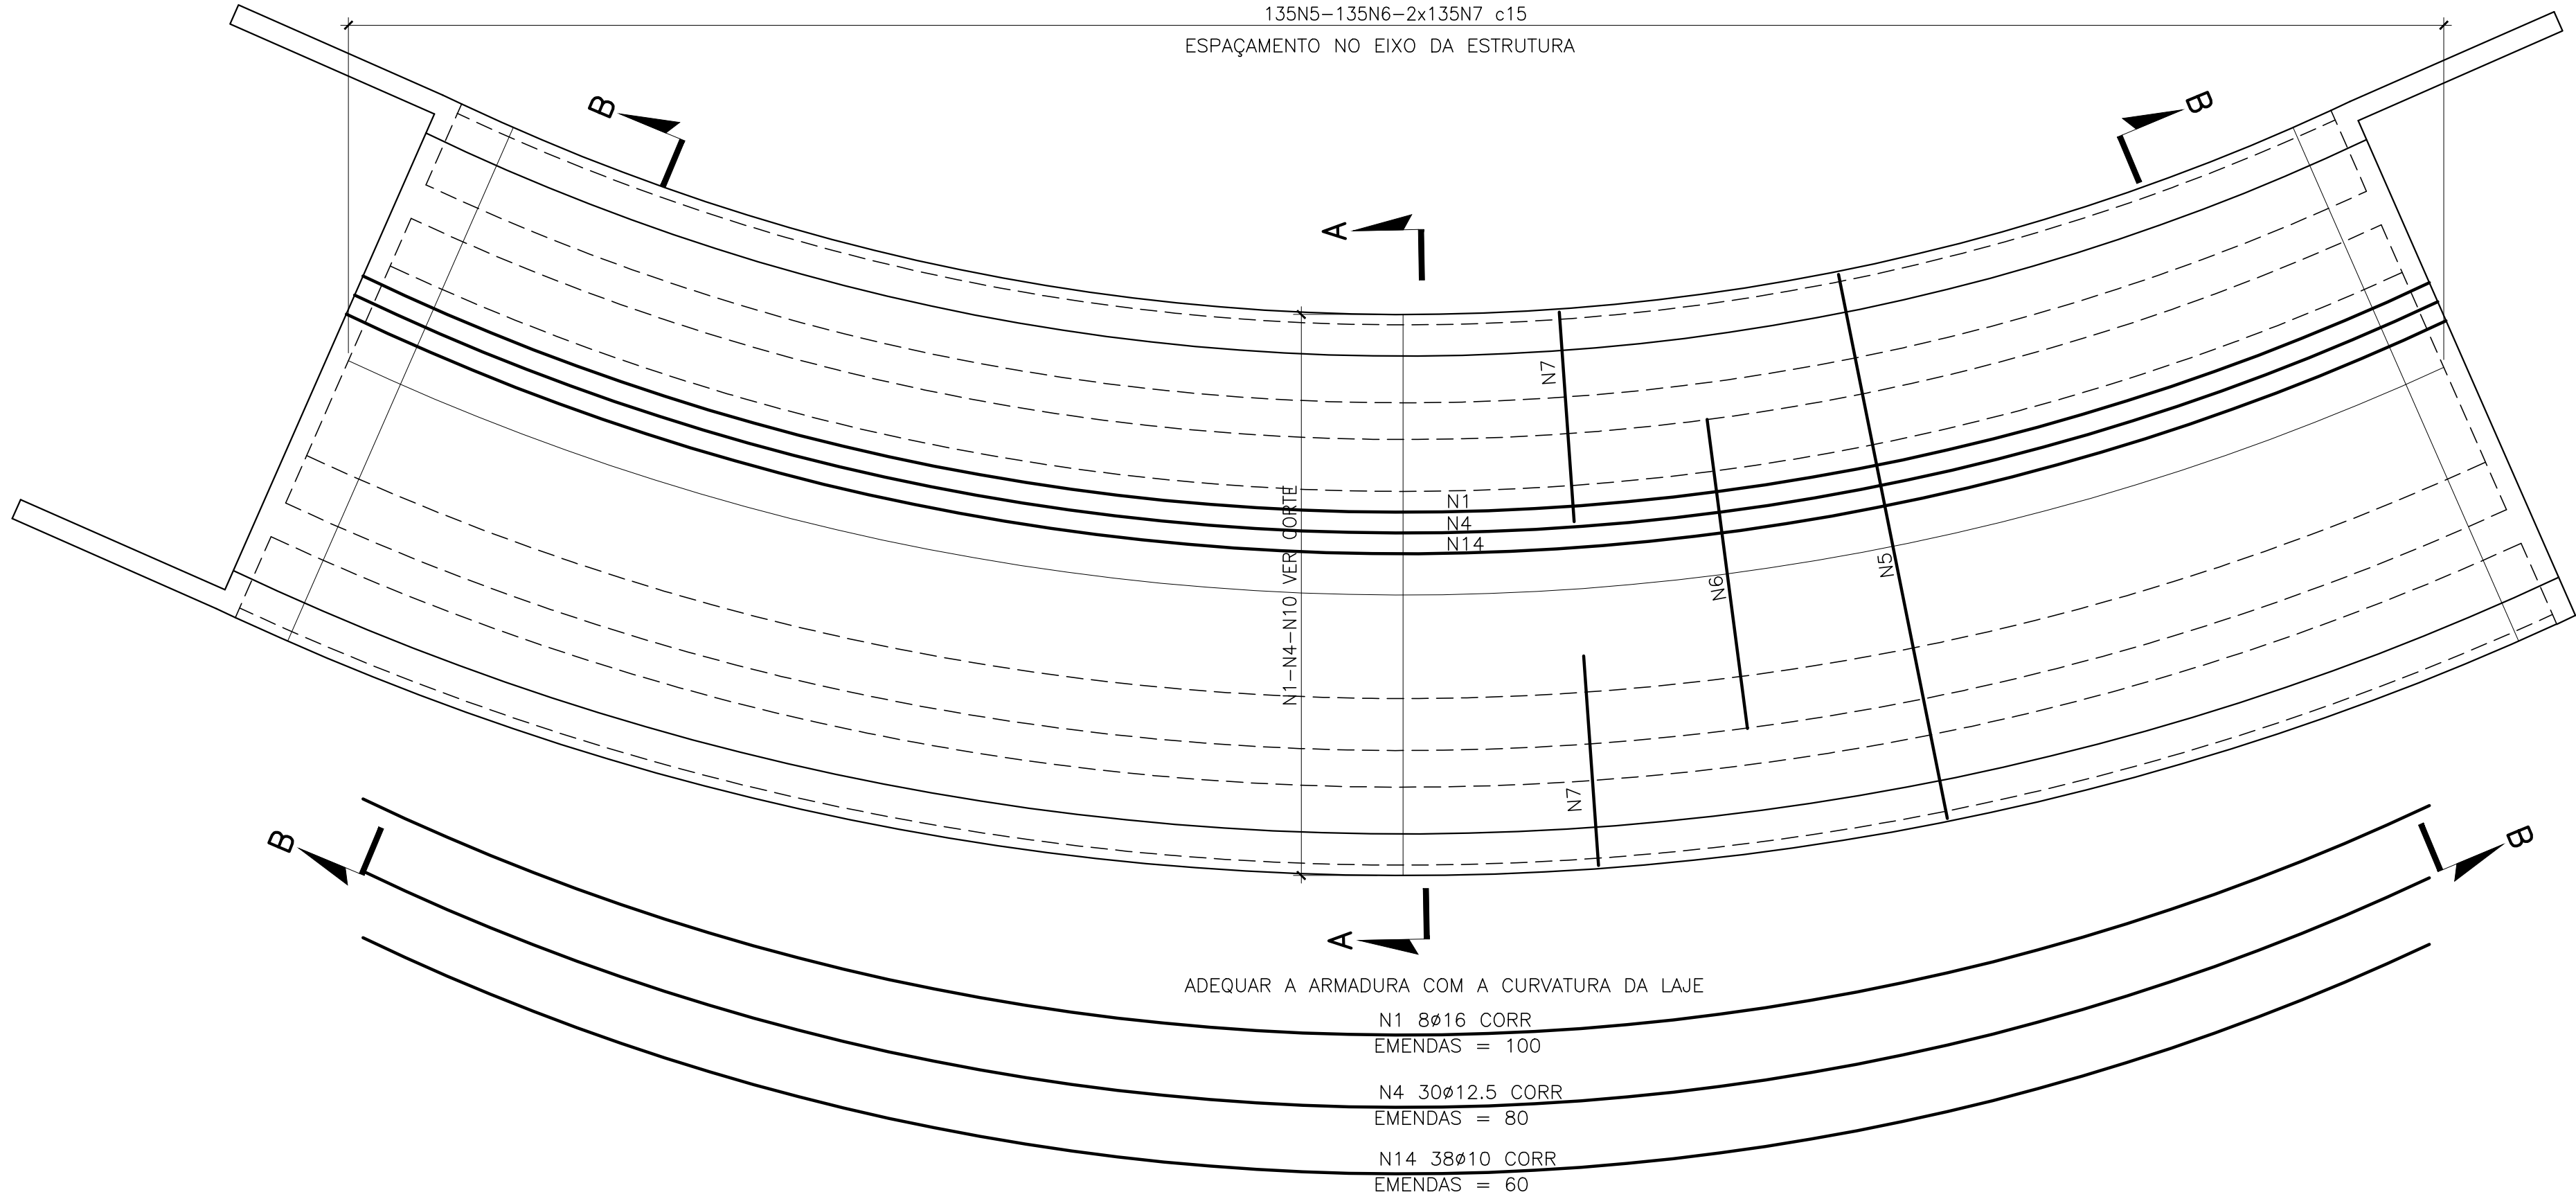 135N5-135N6-2x135N7 c15
ESPAÇAMENTO NO EIXO DA ESTRUTURA
B
B
A
N7
N1
N4
N14
N1-N4-N10 VER CORTE
N6
N5
N7
B
B
A
ADEQUAR A ARMADURA COM A CURVATURA DA LAJE
N1 8ø16 CORR
EMENDAS = 100
N4 30ø12.5 CORR
EMENDAS = 80
N14 38ø10 CORR
EMENDAS = 60